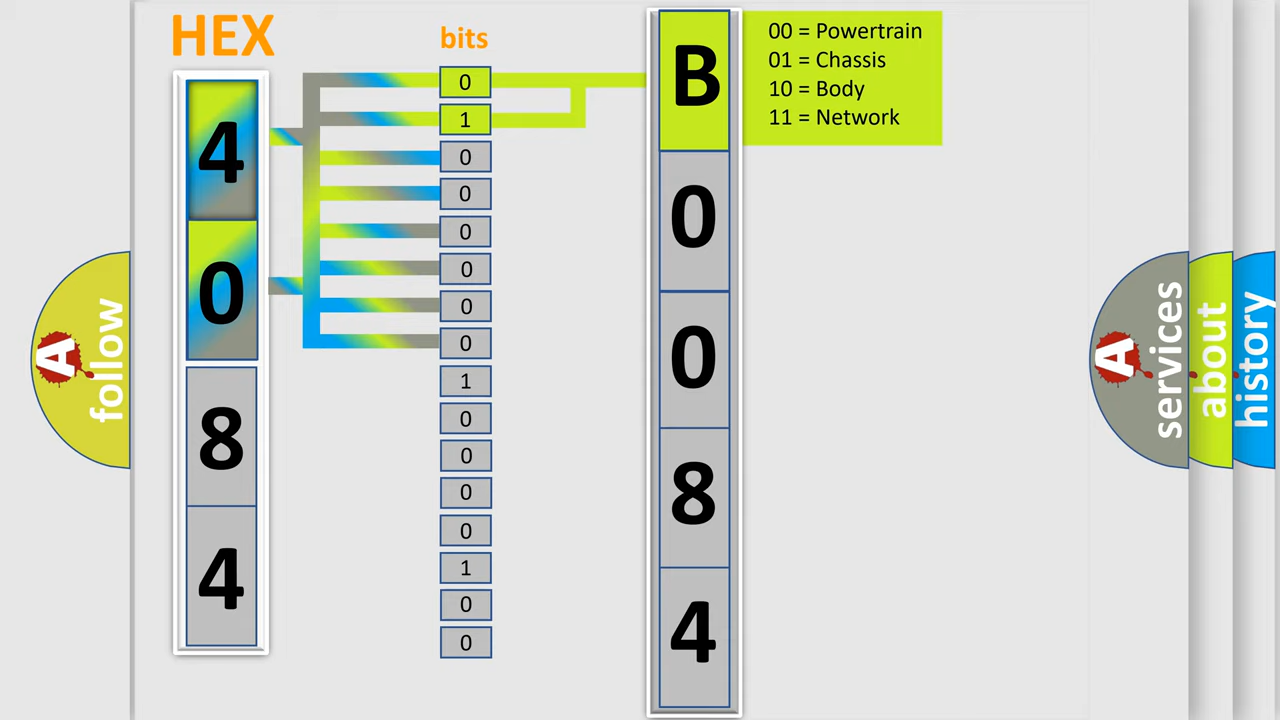 HEX
bits
4
0
8
4
0
1
0
0
0
0
0
0
1
0
0
0
0
1
0
0
B
0
0
8
4
00 = Powertrain
01 = Chassis
10 = Body
11 = Network
A
follow
A
services
about
history